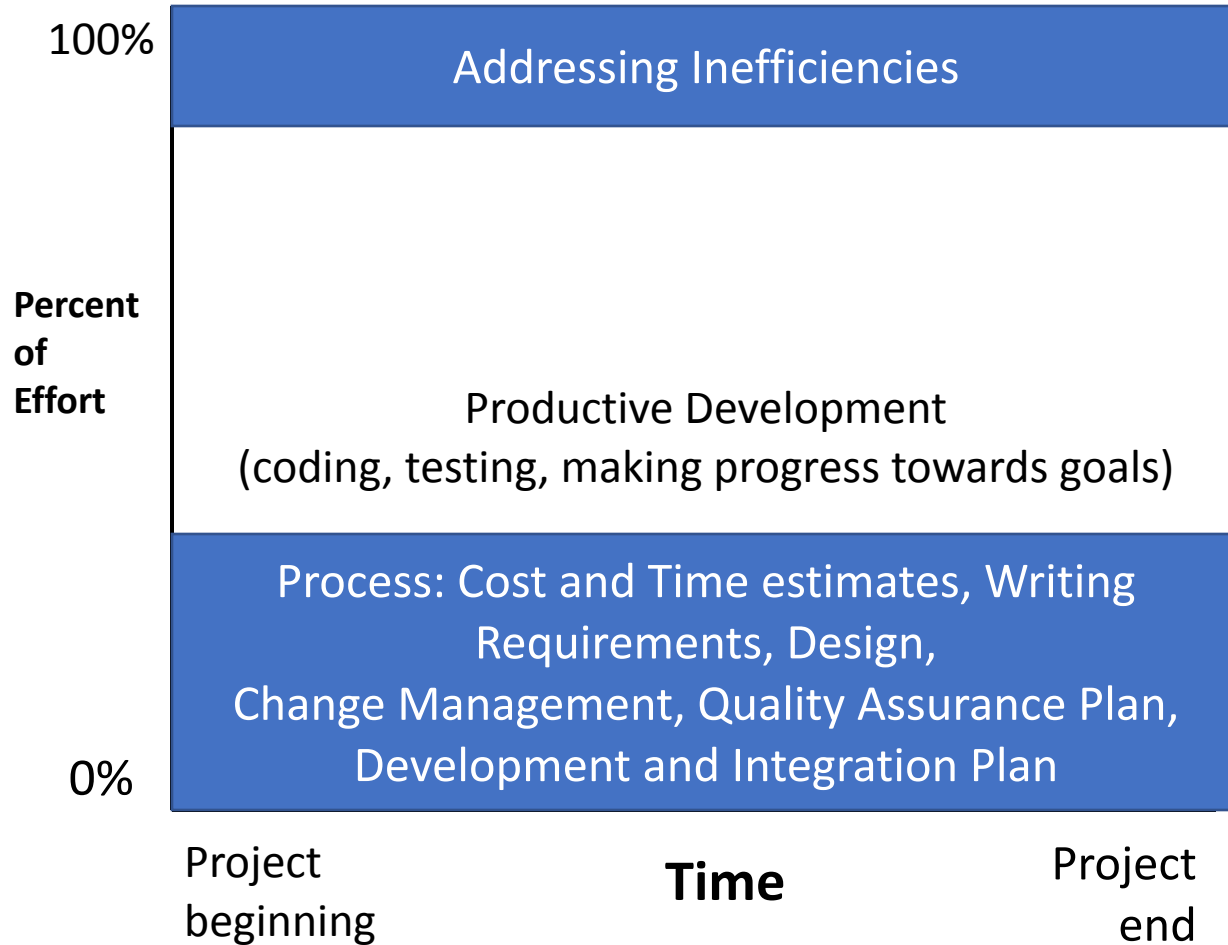 100%
Addressing Inefficiencies
Percent
of
Effort
Productive Development
(coding, testing, making progress towards goals)
Process: Cost and Time estimates, Writing
Requirements, Design,
Change Management, Quality Assurance Plan,
Development and Integration Plan
0%
Project
beginning
Time
Project
end